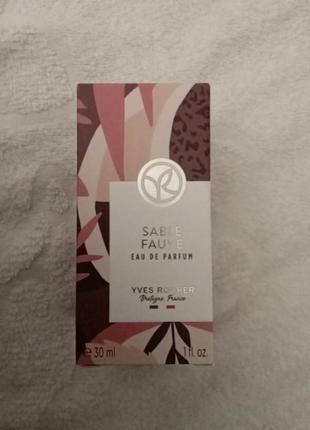 SABLE
FAUVE
EAU DE PARFUM
YVES ROCHER
Bretagne, France
℮ 30 ml 1 fl. oz.